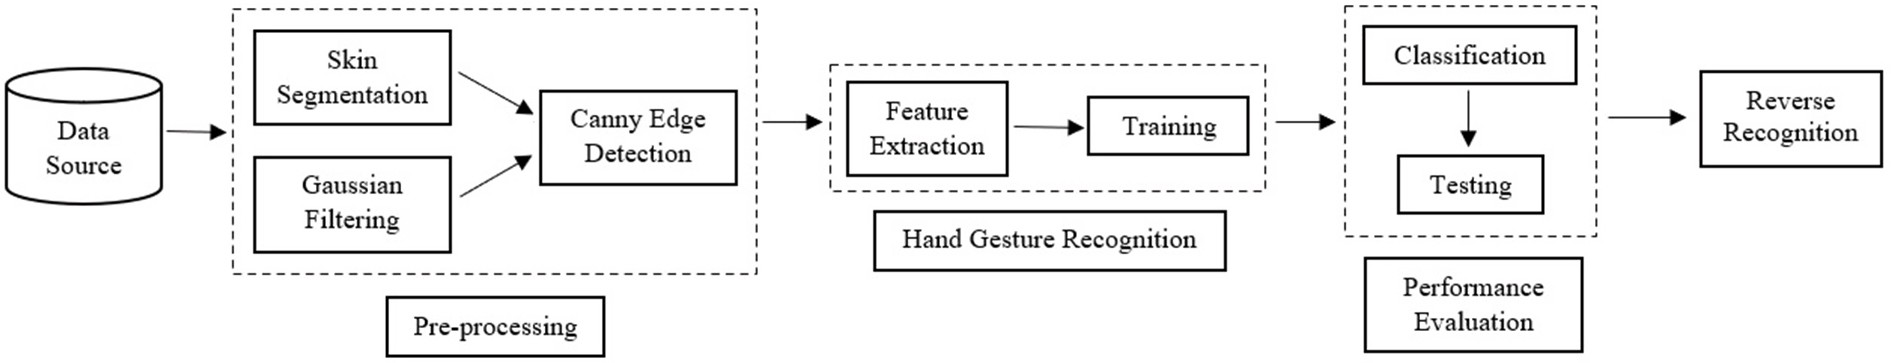 Data
Source
Skin
Segmentation
Gaussian
Filtering
Canny Edge
Detection
Pre-processing
Feature
Extraction
Training
Hand Gesture Recognition
Classification
Testing
Performance
Evaluation
Reverse
Recognition